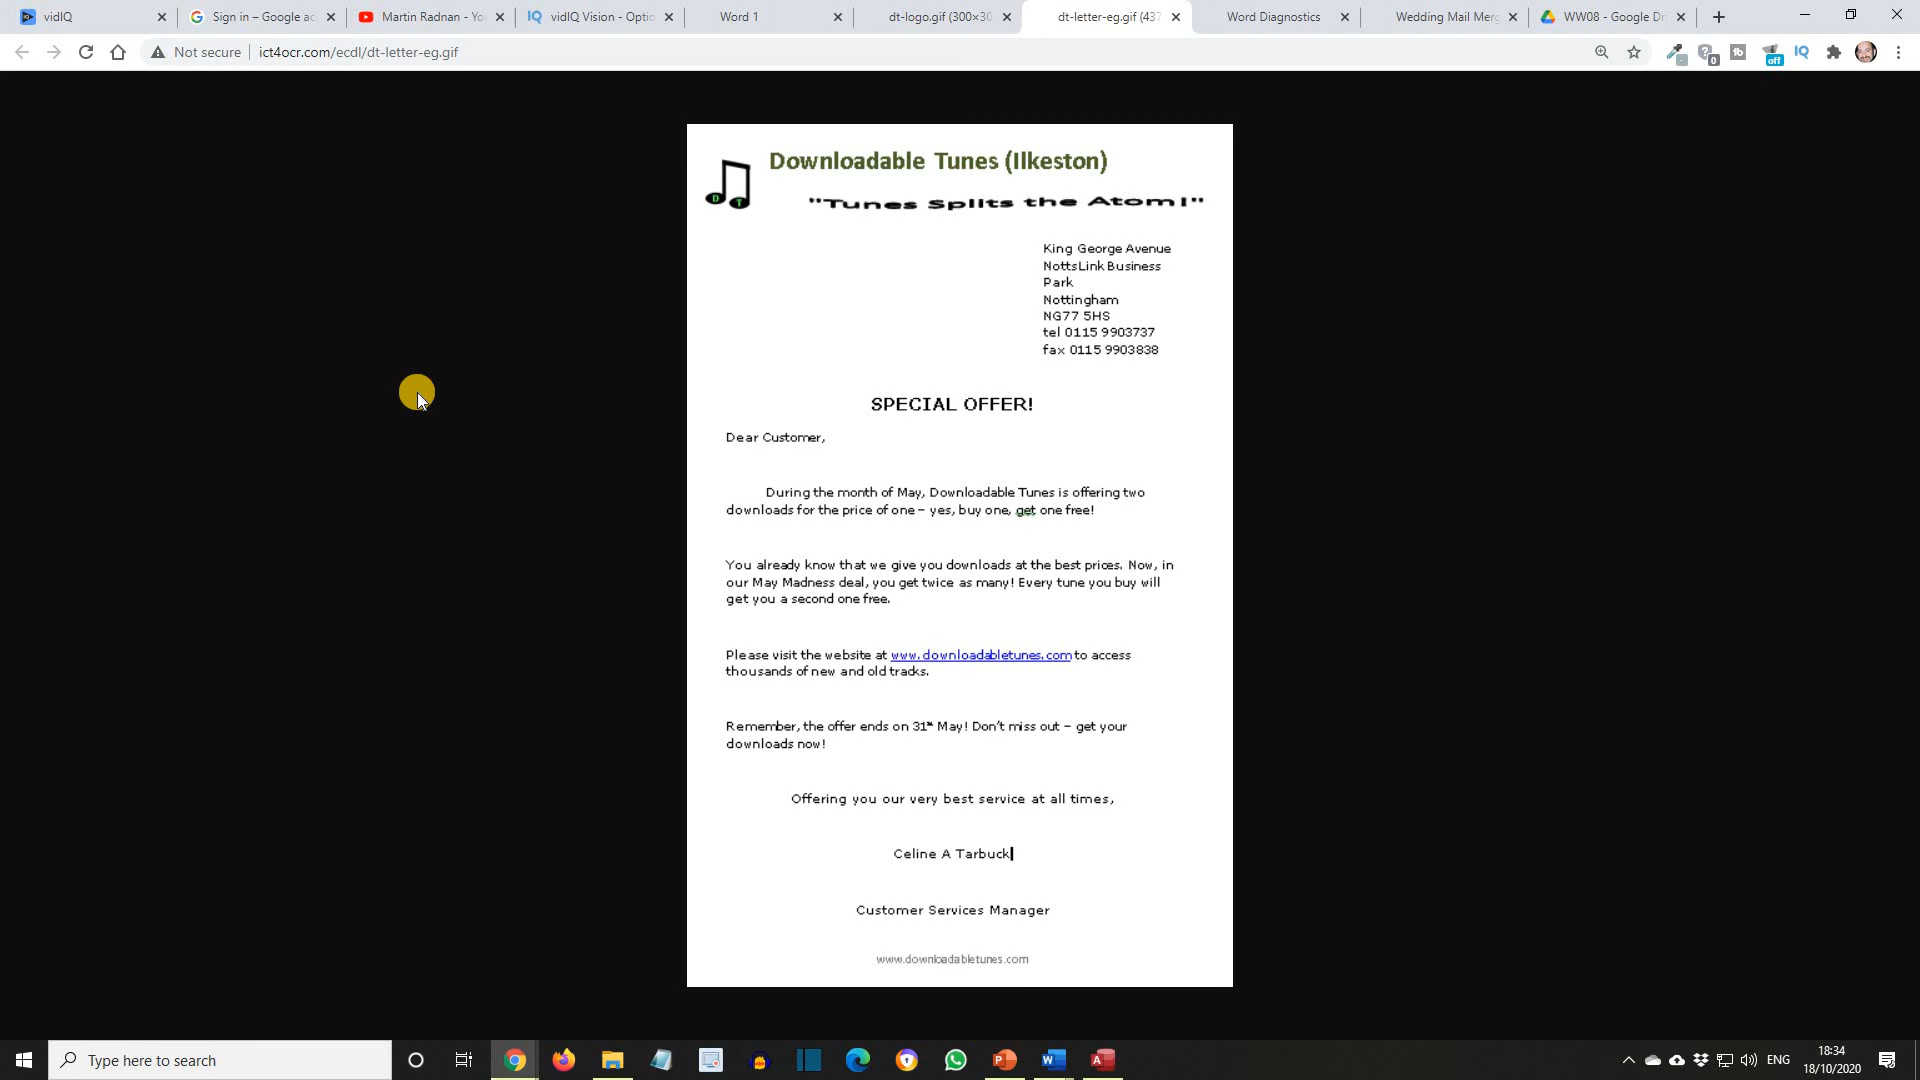 vidIQ
Sign in – Google ac
Martin Radnan - Yo
vidIQ Vision - Optio
Word 1
dt-logo.gif (300×30
dt-letter-eg.gif (437
Word Diagnostics
Wedding Mail Merg
WW08 - Google Dr
Not secure
ict4ocr.com/ecdl/dt-letter-eg.gif
0
off
IQ
Downloadable Tunes (Ilkeston)
D T
"Tunes Splits the Atom!"
King George Avenue
NottsLink Business
Park
Nottingham
NG77 5HS
tel 0115 9903737
fax 0115 9903838
SPECIAL OFFER!
Dear Customer,
During the month of May, Downloadable Tunes is offering two
downloads for the price of one – yes, buy one, get one free!
You already know that we give you downloads at the best prices. Now, in
our May Madness deal, you get twice as many! Every tune you buy will
get you a second one free.
Please visit the website at www.downloadabletunes.com to access
thousands of new and old tracks.
Remember, the offer ends on 31st May! Don't miss out – get your
downloads now!
Offering you our very best service at all times,
Celine A Tarbuck
Customer Services Manager
www.downloadabletunes.com
Type here to search
ENG
18:34
18/10/2020